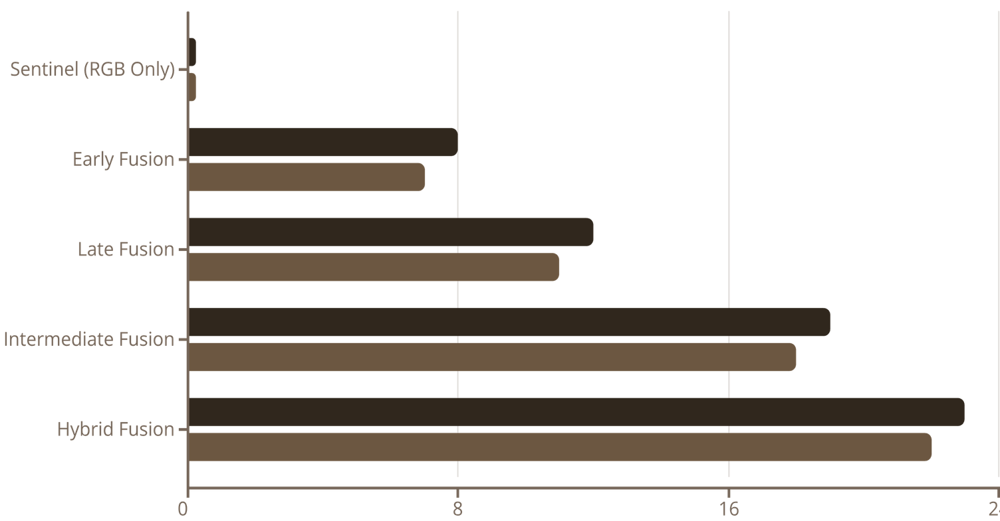 Sentinel (RGB Only)
Early Fusion
Late Fusion
Intermediate Fusion
Hybrid Fusion
0 8 16